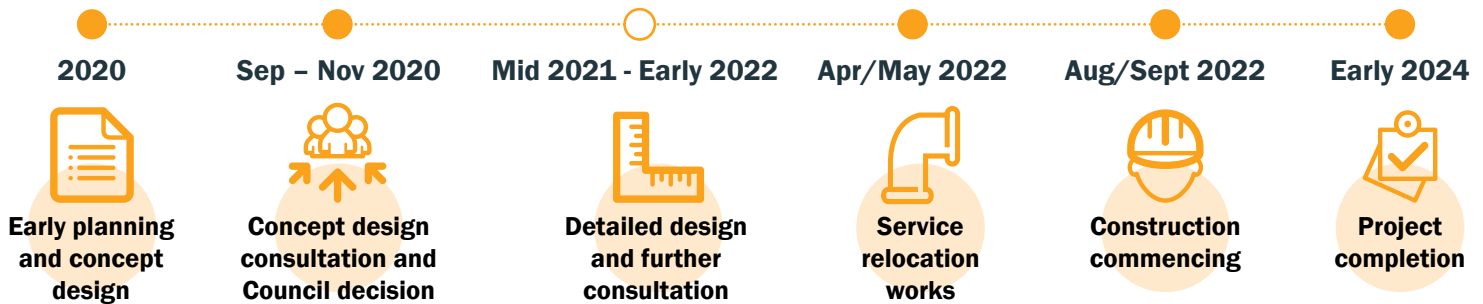 2020
Early planning
and concept
design
Sep – Nov 2020
Concept design
consultation and
Council decision
Mid 2021 - Early 2022
Detailed design
and further
consultation
Apr/May 2022
Service
relocation
works
Aug/Sept 2022
Construction
commencing
Early 2024
Project
completion